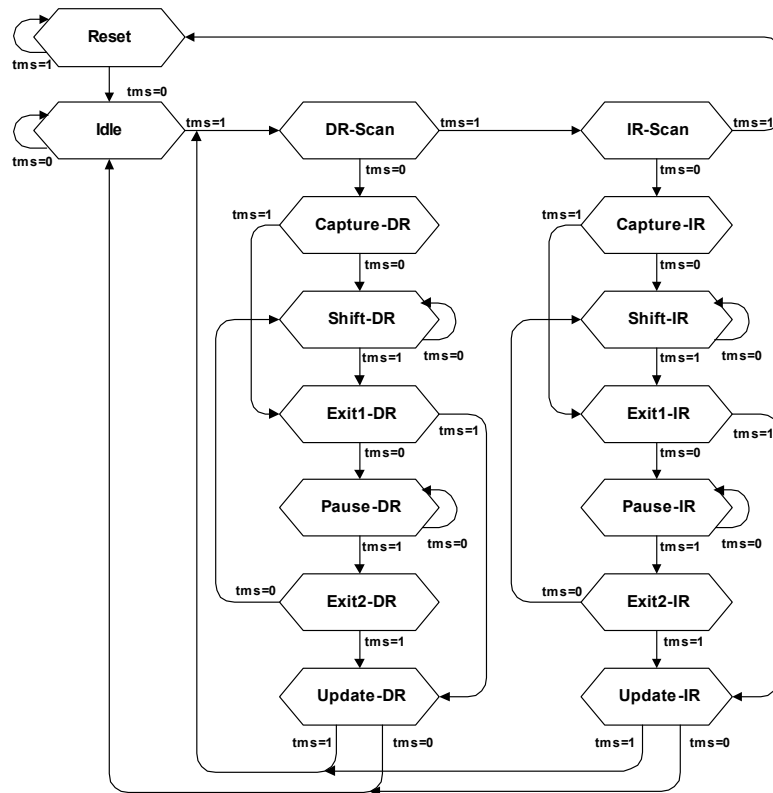 Reset
tms=1
tms=0
Idle
tms=1
DR-Scan
tms=1
IR-Scan
tms=1
tms=0
tms=0
tms=0
tms=1
Capture-DR
tms=1
Capture-IR
tms=0
tms=0
Shift-DR
Shift-IR
tms=1
tms=0
tms=1
tms=0
Exit1-DR
tms=1
Exit1-IR
tms=1
tms=0
tms=0
Pause-DR
Pause-IR
tms=1
tms=0
tms=1
tms=0
tms=0
Exit2-DR
tms=0
Exit2-IR
tms=1
tms=1
Update-DR
Update-IR
tms=1
tms=0
tms=1
tms=0